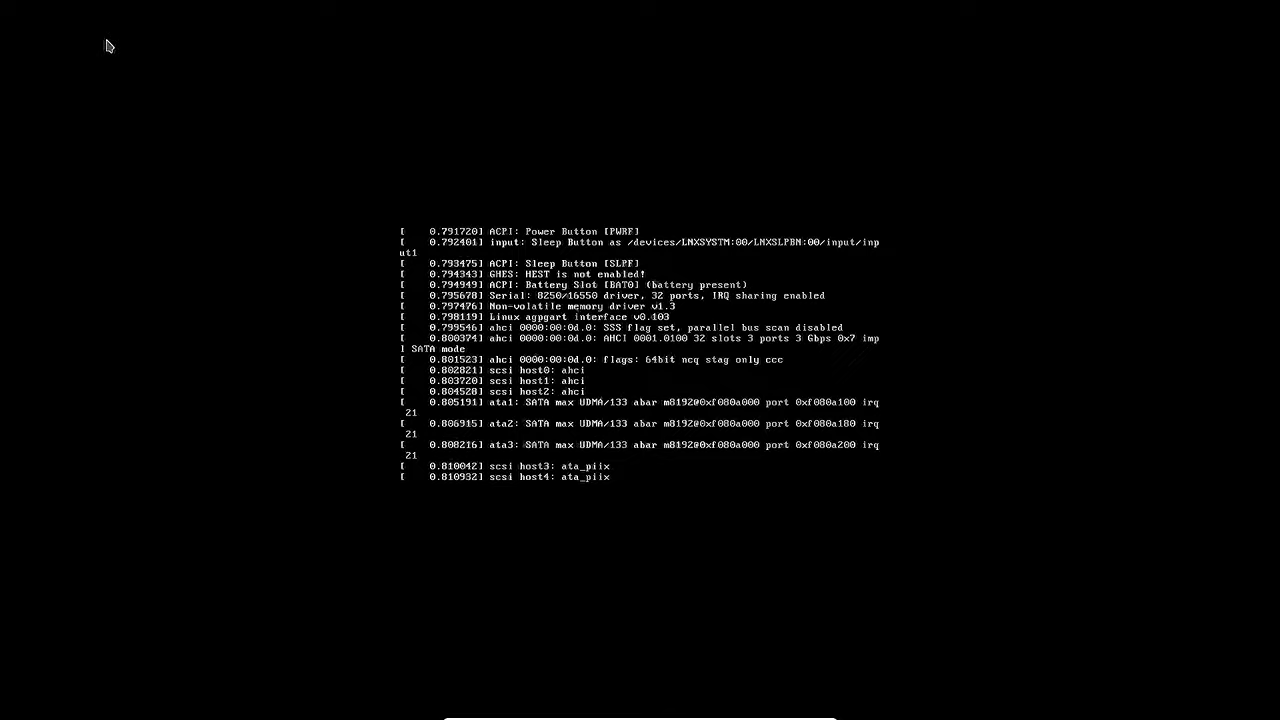 [    0.791720] ACPI: Power Button [PWRF]
[    0.792401] input: Sleep Button as /devices/LNXSYSTM:00/LNXSLPBN:00/input/inp
ut1
[    0.793475] ACPI: Sleep Button [SLPF]
[    0.794343] GHES: HEST is not enabled!
[    0.794949] ACPI: Battery Slot [BAT0] (battery present)
[    0.795678] Serial: 8250/16550 driver, 32 ports, IRQ sharing enabled
[    0.797476] Non-volatile memory driver v1.3
[    0.798119] Linux agpgart interface v0.103
[    0.799546] ahci 0000:00:0d.0: SSS flag set, parallel bus scan disabled
[    0.800374] ahci 0000:00:0d.0: AHCI 0001.0100 32 slots 3 ports 3 Gbps 0x7 imp
l SATA mode
[    0.801523] ahci 0000:00:0d.0: flags: 64bit ncq stag only ccc
[    0.802821] scsi host0: ahci
[    0.803720] scsi host1: ahci
[    0.804528] scsi host2: ahci
[    0.805191] ata1: SATA max UDMA/133 abar m8192@0xf080a000 port 0xf080a100 irq
 21
[    0.806915] ata2: SATA max UDMA/133 abar m8192@0xf080a000 port 0xf080a180 irq
 21
[    0.808216] ata3: SATA max UDMA/133 abar m8192@0xf080a000 port 0xf080a200 irq
 21
[    0.810042] scsi host3: ata_piix
[    0.810932] scsi host4: ata_piix